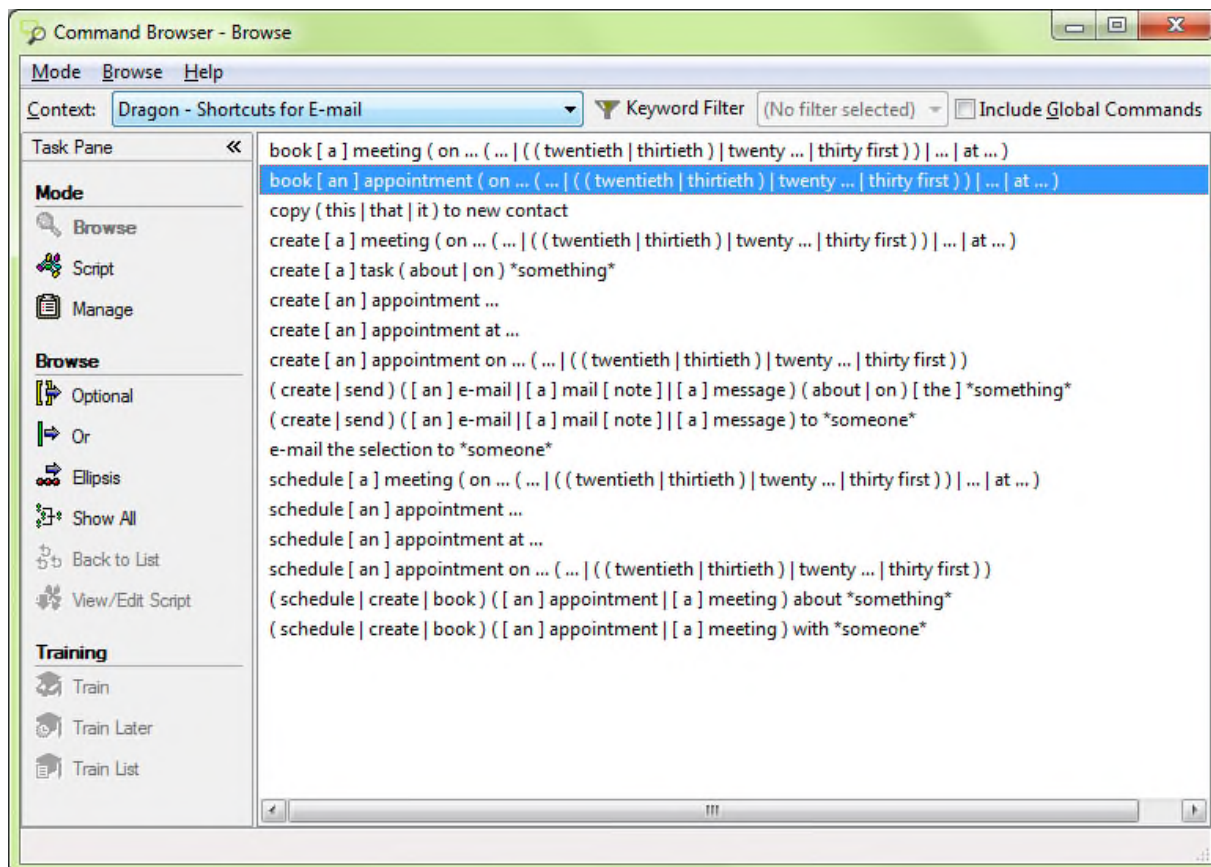 Command Browser - Browse
Mode Browse Help
Context: Dragon - Shortcuts for E-mail Keyword Filter (No filter selected) Include Global Commands
Task Pane «
Mode
Browse
Script
Manage
Browse
Optional
Or
Ellipsis
Show All
Back to List
View/Edit Script
Training
Train
Train Later
Train List
book [ a ] meeting ( on ... ( ... | ( ( twentieth | thirtieth ) | twenty ... | thirty first ) ) | ... | at ... )
book [ an ] appointment ( on ... ( ... | ( ( twentieth | thirtieth ) | twenty ... | thirty first ) ) | ... | at ... )
copy ( this | that | it ) to new contact
create [ a ] meeting ( on ... ( ... | ( ( twentieth | thirtieth ) | twenty ... | thirty first ) ) | ... | at ... )
create [ a ] task ( about | on ) *something*
create [ an ] appointment ...
create [ an ] appointment at ...
create [ an ] appointment on ... ( ... | ( ( twentieth | thirtieth ) | twenty ... | thirty first ) )
( create | send ) ( [ an ] e-mail | [ a ] mail [ note ] | [ a ] message ) ( about | on ) [ the ] *something*
( create | send ) ( [ an ] e-mail | [ a ] mail [ note ] | [ a ] message ) to *someone*
e-mail the selection to *someone*
schedule [ a ] meeting ( on ... ( ... | ( ( twentieth | thirtieth ) | twenty ... | thirty first ) ) | ... | at ... )
schedule [ an ] appointment ...
schedule [ an ] appointment at ...
schedule [ an ] appointment on ... ( ... | ( ( twentieth | thirtieth ) | twenty ... | thirty first ) )
( schedule | create | book ) ( [ an ] appointment | [ a ] meeting ) about *something*
( schedule | create | book ) ( [ an ] appointment | [ a ] meeting ) with *someone*